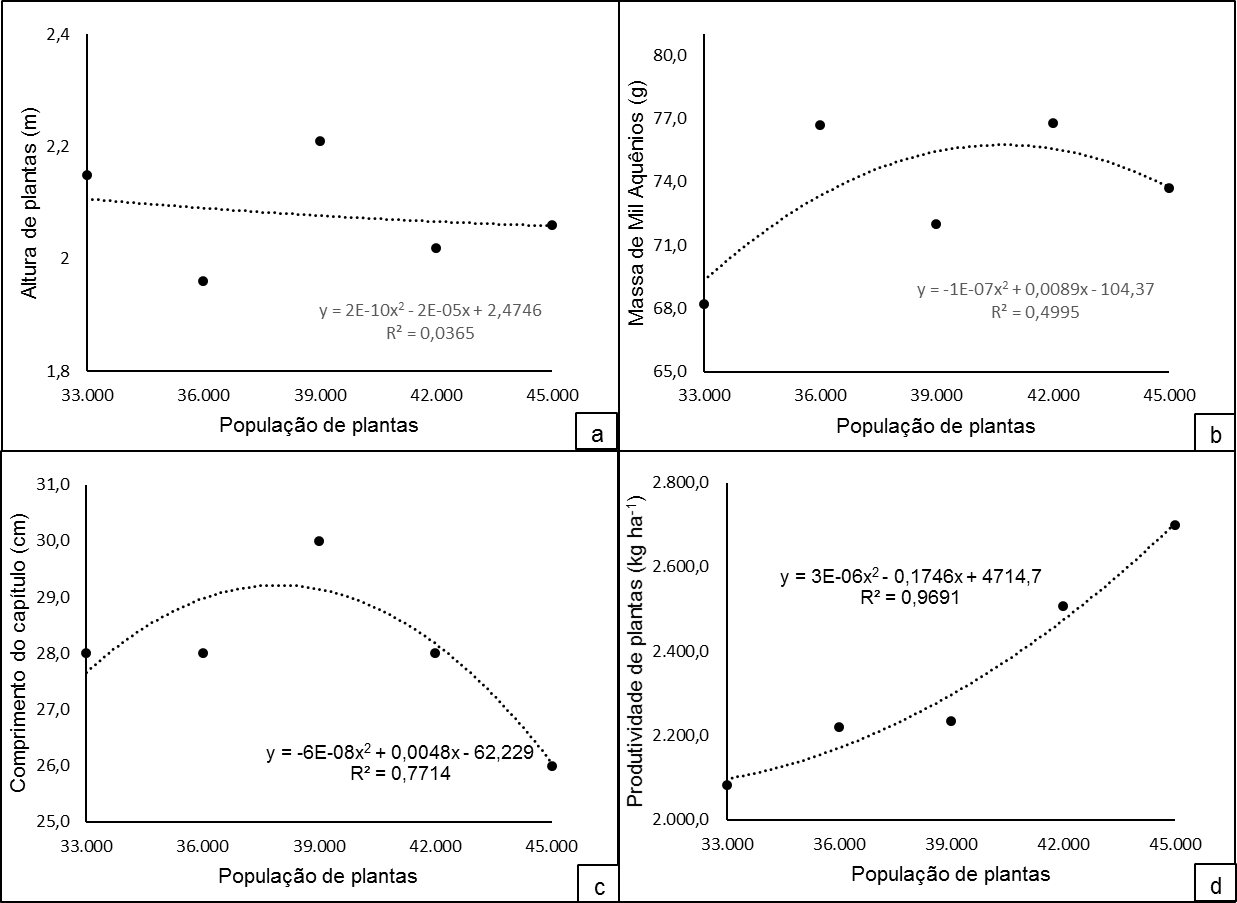 Altura de plantas (m)
2,4
2,2
2
1,8
y = 2E-10x² - 2E-05x + 2,4746
R² = 0,0365
33.000 36.000 39.000 42.000 45.000
População de plantas
a
Massa de Mil Aquênios (g)
80,0
77,0
74,0
71,0
68,0
65,0
y = -1E-07x² + 0,0089x - 104,37
R² = 0,4995
33.000 36.000 39.000 42.000 45.000
População de plantas
b
Comprimento do capítulo (cm)
31,0
30,0
29,0
28,0
27,0
26,0
25,0
y = -6E-08x² + 0,0048x - 62,229
R² = 0,7714
33.000 36.000 39.000 42.000 45.000
População de plantas
c
Produtividade de plantas (kg ha⁻¹)
2.800,0
2.600,0
2.400,0
2.200,0
2.000,0
y = 3E-06x² - 0,1746x + 4714,7
R² = 0,9691
33.000 36.000 39.000 42.000 45.000
População de plantas
d